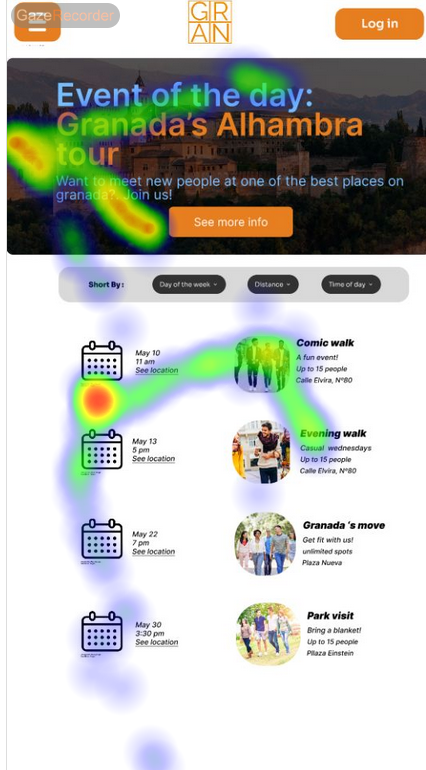 GazeRecorder
GR
AN
Log in
Event of the day:
Granada's Alhambra
tour
Want to meet new people at one of the best places on
granada?. Join us!
See more info
Short By:
Day of the week
Distance
Time of day
May 10
11 am
See location
Comic walk
A fun event!
Up to 15 people
Calle Elvira, Nº80
May 13
5 pm
See location
Evening walk
Casual wednesdays
Up to 15 people
Calle Elvira, Nº80
May 22
7 pm
See location
Granada 's move
Get fit with us!
unlimited spots
Plaza Nueva
May 30
3:30 pm
See location
Park visit
Bring a blanket!
Up to 15 people
Pllaza Einstein